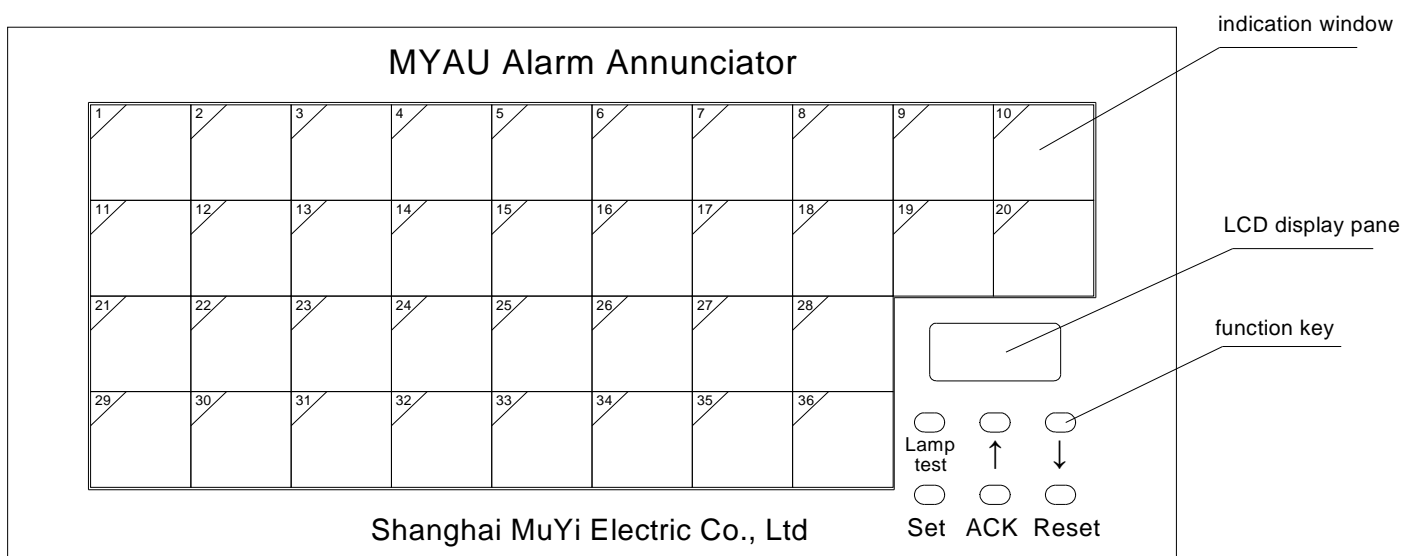 indication window
MYAU Alarm Annunciator
1 2 3 4 5 6 7 8 9 10
11 12 13 14 15 16 17 18 19 20
LCD display pane
21 22 23 24 25 26 27 28
function key
29 30 31 32 33 34 35 36
Lamp
test ↑ ↓
Set ACK Reset
Shanghai MuYi Electric Co., Ltd